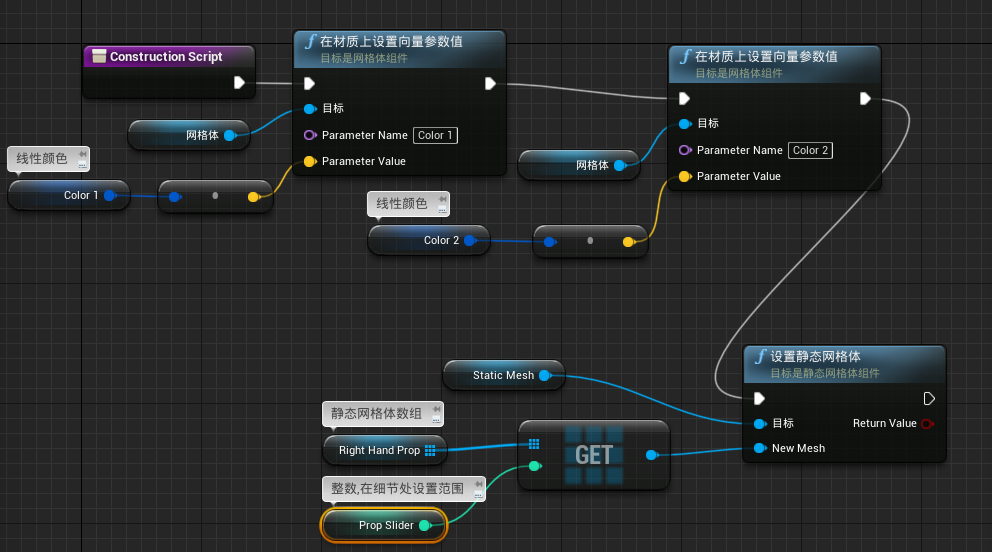 Construction Script
在材质上设置向量参数值
目标是网格体组件
目标
Parameter Name Color 1
Parameter Value
网格体
线性颜色
Color 1
在材质上设置向量参数值
目标是网格体组件
目标
Parameter Name Color 2
Parameter Value
网格体
线性颜色
Color 2
设置静态网格体
目标是静态网格体组件
目标 Return Value
New Mesh
Static Mesh
静态网格体数组
Right Hand Prop
GET
整数,在细节处设置范围
Prop Slider